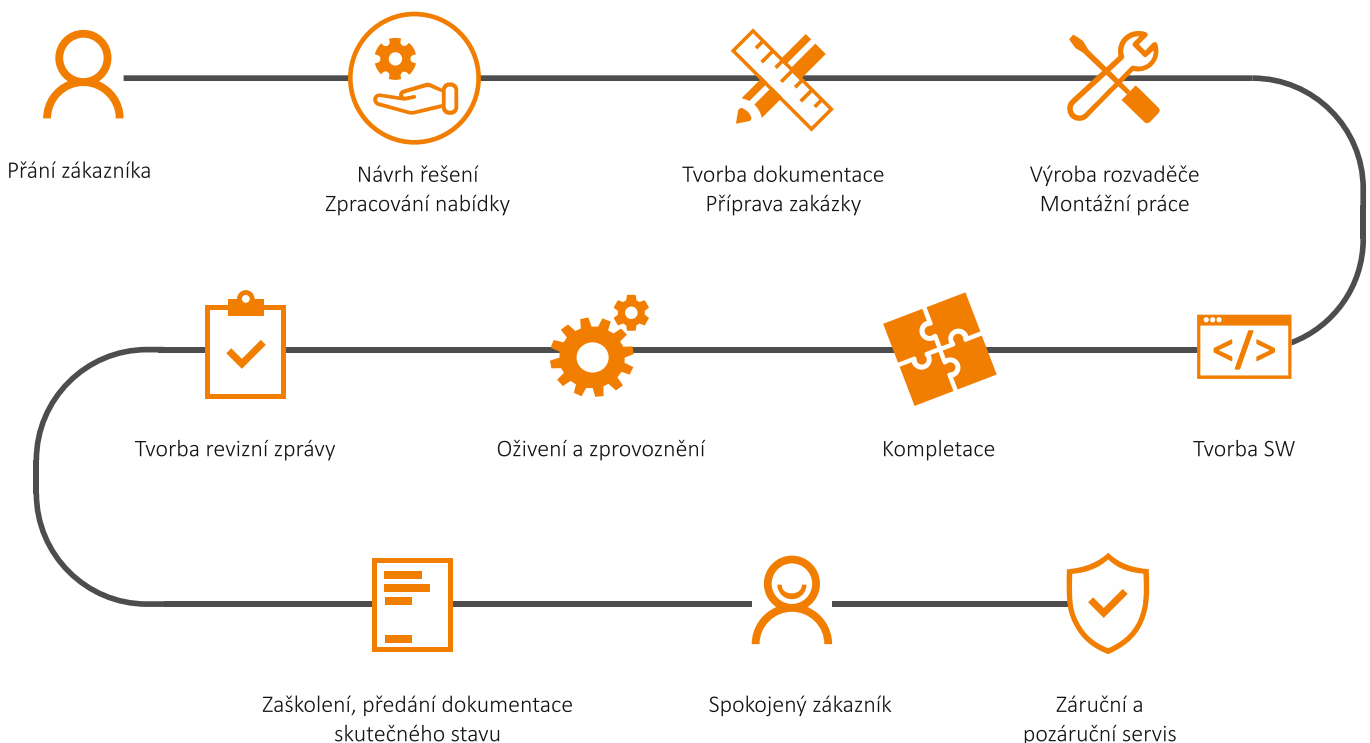 Přání zákazníka
Návrh řešení
Zpracování nabídky
Tvorba dokumentace
Příprava zakázky
Výroba rozvaděče
Montážní práce
</>
Tvorba SW
Kompletace
Oživení a zprovoznění
Tvorba revizní zprávy
Zaškolení, předání dokumentace
skutečného stavu
Spokojený zákazník
Záruční a
pozáruční servis